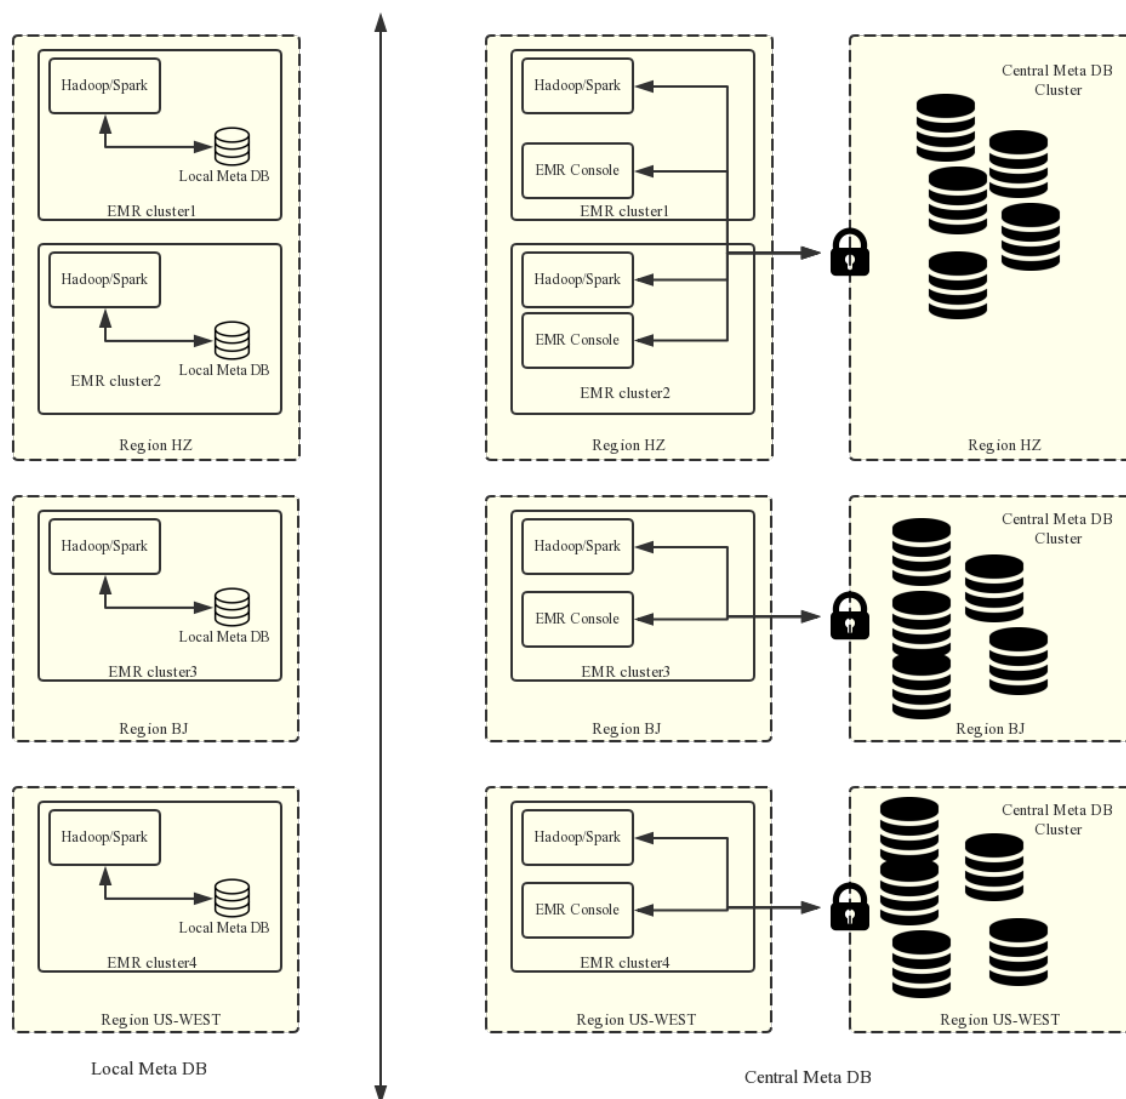 Hadoop/Spark
Local Meta DB
EMR cluster1
Hadoop/Spark
Local Meta DB
EMR cluster2
Region HZ
Hadoop/Spark
Local Meta DB
EMR cluster3
Region BJ
Hadoop/Spark
Local Meta DB
EMR cluster4
Region US-WEST
Local Meta DB
Hadoop/Spark
EMR Console
EMR cluster1
Hadoop/Spark
EMR Console
EMR cluster2
Region HZ
Central Meta DB
Cluster
Region HZ
Hadoop/Spark
EMR Console
EMR cluster3
Region BJ
Central Meta DB
Cluster
Region BJ
Hadoop/Spark
EMR Console
EMR cluster4
Region US-WEST
Central Meta DB
Cluster
Region US-WEST
Central Meta DB